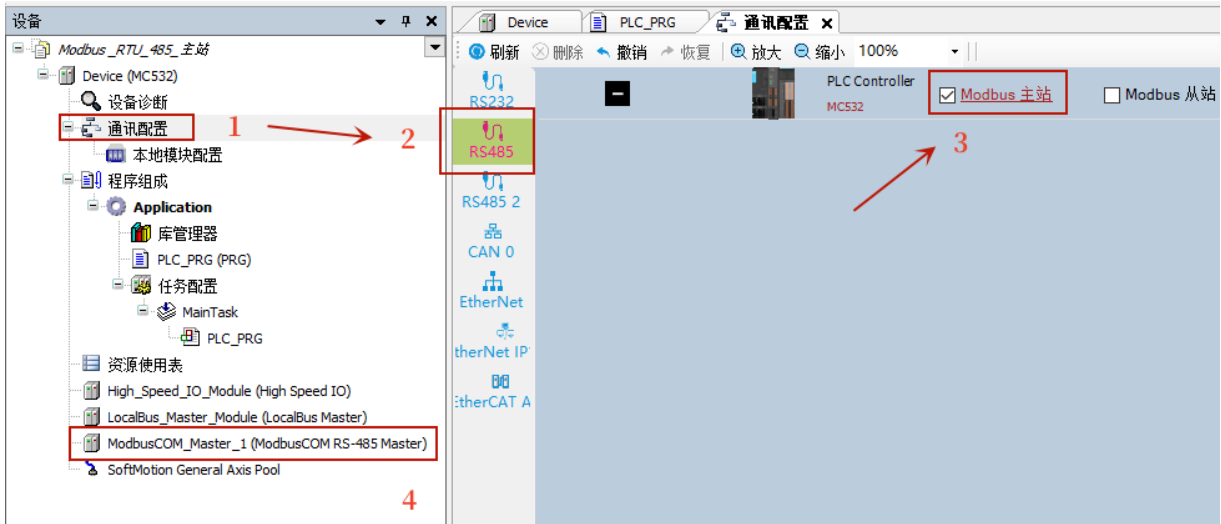 设备
Modbus_RTU_485_主站
Device (MC532)
设备诊断
通讯配置
1
本地模块配置
程序组成
Application
库管理器
PLC_PRG (PRG)
任务配置
MainTask
PLC_PRG
资源使用表
High_Speed_IO_Module (High Speed IO)
LocalBus_Master_Module (LocalBus Master)
ModbusCOM_Master_1 (ModbusCOM RS-485 Master)
SoftMotion General Axis Pool
4
Device PLC_PRG 通讯配置
刷新 删除 撤销 恢复 放大 缩小 100%
RS232
2
RS485
RS485 2
CAN 0
EtherNet
therNet IP
EtherCAT A
PLC Controller
MC532
Modbus 主站
Modbus 从站
3